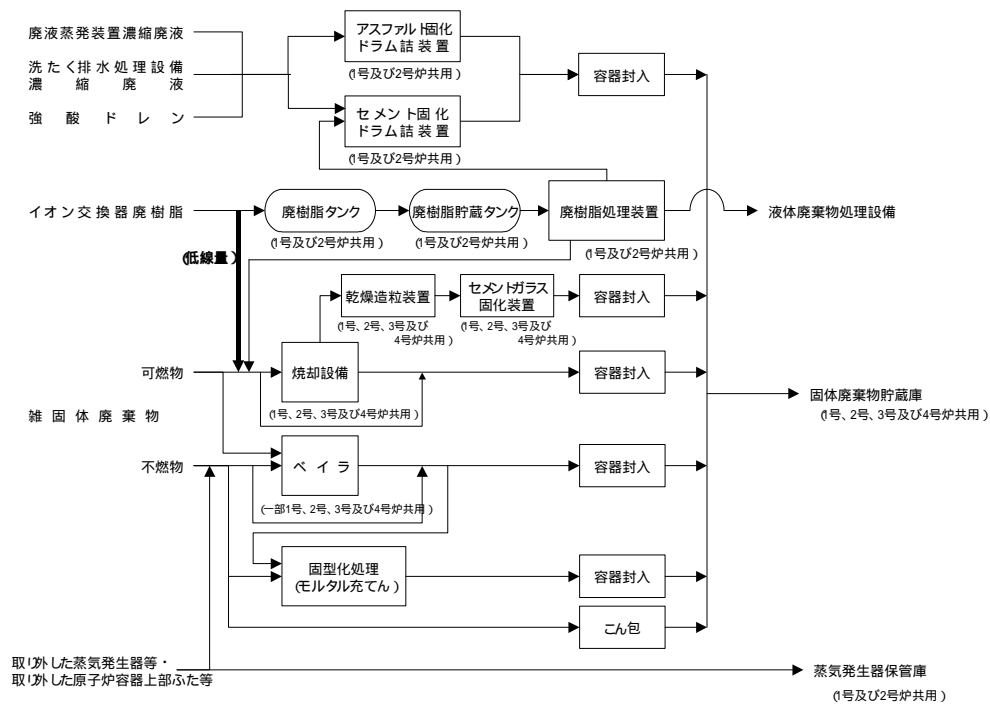 廃液蒸発装置濃縮廃液
洗たく排水処理設備
濃縮廃液
強酸ドレン
アスファルト固化
ドラム詰装置
(1号及び2号炉共用)
セメント固化
ドラム詰装置
(1号及び2号炉共用)
容器封入
イオン交換器廃樹脂
(低線量)
廃樹脂タンク
(1号及び2号炉共用)
廃樹脂貯蔵タンク
(1号及び2号炉共用)
廃樹脂処理装置
(1号及び2号炉共用)
液体廃棄物処理設備
乾燥造粒装置
(1号、2号、3号及び
4号炉共用)
セメントガラス
固化装置
(1号、2号、3号及び
4号炉共用)
容器封入
可燃物
焼却設備
(1号、2号、3号及び4号炉共用)
容器封入
固体廃棄物貯蔵庫
(1号、2号、3号及び4号炉共用)
雑固体廃棄物
不燃物
ベイラ
(一部1号、2号、3号及び4号炉共用)
容器封入
固型化処理
(モルタル充てん)
容器封入
こん包
取り外した蒸気発生器等・
取り外した原子炉容器上部ふた等
蒸気発生器保管庫
(1号及び2号炉共用)